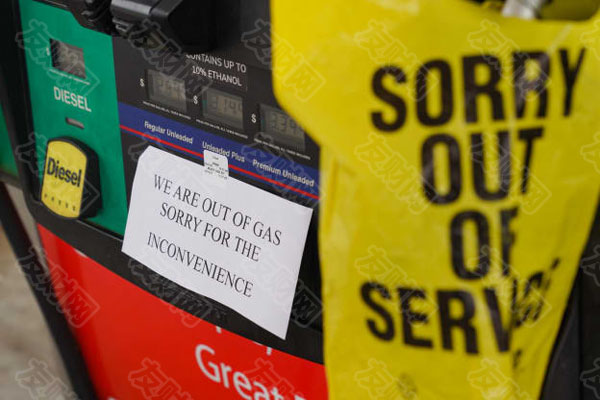 DIESEL
CONTAINS UP TO
10% ETHANOL
$
$
$
Regular Unleaded
Unleaded Plus
Premium Unleaded
Diesel
WE ARE OUT OF GAS
SORRY FOR THE
INCONVENIENCE
Great
SORRY
OUT
OF
SERVICE